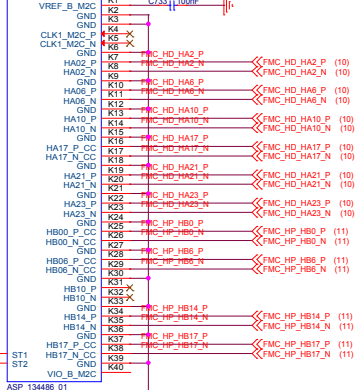 VREF_B_M2C K1 C733 100nF
GND K2
GND K3
CLK1_M2C_P K4
CLK1_M2C_N K5
GND K6
HA02_P K7 FMC_HD_HA2_P FMC_HD_HA2_P (10)
HA02_N K8 FMC_HD_HA2_N FMC_HD_HA2_N (10)
GND K9
HA06_P K10 FMC_HD_HA6_P FMC_HD_HA6_P (10)
HA06_N K11 FMC_HD_HA6_N FMC_HD_HA6_N (10)
GND K12
HA10_P K13 FMC_HD_HA10_P FMC_HD_HA10_P (10)
HA10_N K14 FMC_HD_HA10_N FMC_HD_HA10_N (10)
GND K15
HA17_P_CC K16 FMC_HD_HA17_P FMC_HD_HA17_P (10)
HA17_N_CC K17 FMC_HD_HA17_N FMC_HD_HA17_N (10)
GND K18
HA21_P K19 FMC_HD_HA21_P FMC_HD_HA21_P (10)
HA21_N K20 FMC_HD_HA21_N FMC_HD_HA21_N (10)
GND K21
HA23_P K22 FMC_HD_HA23_P FMC_HD_HA23_P (10)
HA23_N K23 FMC_HD_HA23_N FMC_HD_HA23_N (10)
GND K24
HB00_P_CC K25 FMC_HP_HB0_P FMC_HP_HB0_P (11)
HB00_N_CC K26 FMC_HP_HB0_N FMC_HP_HB0_N (11)
GND K27
HB06_P_CC K28 FMC_HP_HB6_P FMC_HP_HB6_P (11)
HB06_N_CC K29 FMC_HP_HB6_N FMC_HP_HB6_N (11)
GND K30
HB10_P K31
HB10_N K32
GND K33
HB14_P K34 FMC_HP_HB14_P FMC_HP_HB14_P (11)
HB14_N K35 FMC_HP_HB14_N FMC_HP_HB14_N (11)
GND K36
HB17_P_CC K37 FMC_HP_HB17_P FMC_HP_HB17_P (11)
ST1 HB17_N_CC K38 FMC_HP_HB17_N FMC_HP_HB17_N (11)
ST2 GND K39
VIO_B_M2C K40
ASP_134486_01